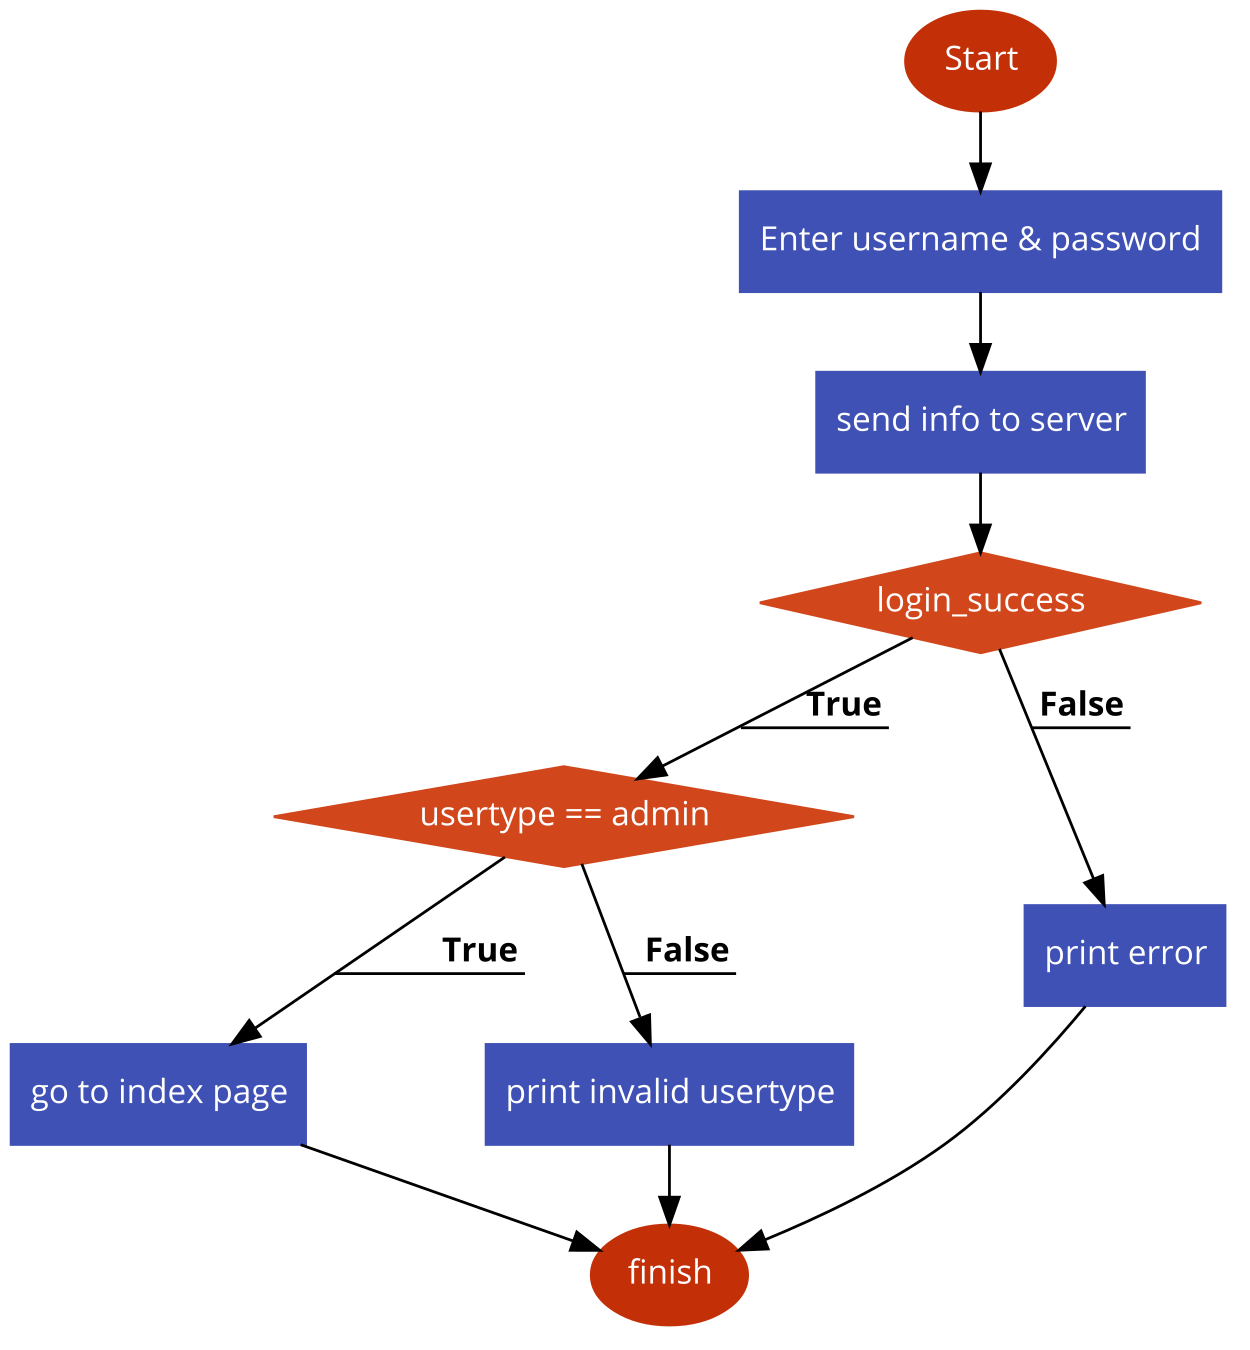 Start
Enter username & password
send info to server
login_success
True
False
usertype == admin
True
False
print error
go to index page
print invalid usertype
finish